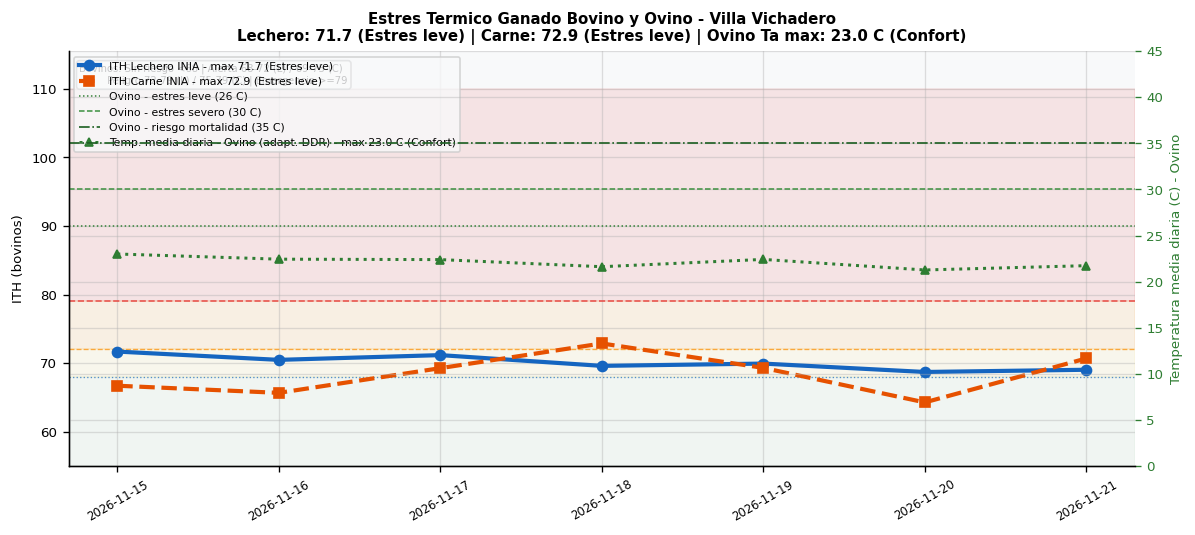 Estres Termico Ganado Bovino y Ovino - Villa Vichadero
Lechero: 71.7 (Estres leve) | Carne: 72.9 (Estres leve) | Ovino Ta max: 23.0 C (Confort)
ITH Lechero INIA - max 71.7 (Estres leve)
ITH Carne INIA - max 72.9 (Estres leve)
Ovino - estres leve (26 C)
Ovino - estres severo (30 C)
Ovino - riesgo mortalidad (35 C)
Temp. media diaria - Ovino (adapt. DDR) - max 23.0 C (Confort)
>=79
ITH (bovinos)
110
100
90
80
70
60
Temperatura media diaria (C) - Ovino
45
40
35
30
25
20
15
10
5
0
2026-11-15
2026-11-16
2026-11-17
2026-11-18
2026-11-19
2026-11-20
2026-11-21